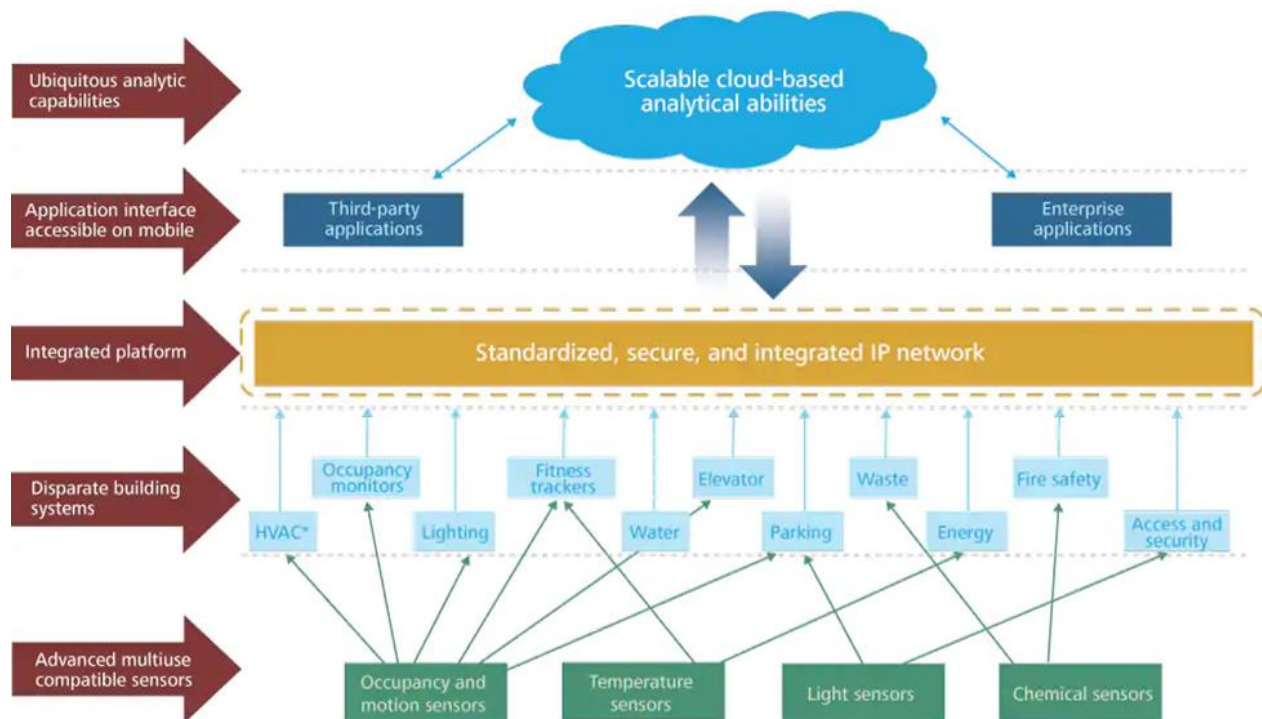 Ubiquitous analytic
capabilities
Scalable cloud-based
analytical abilities
Application interface
accessible on mobile
Third-party
applications
Enterprise
applications
Integrated platform
Standardized, secure, and integrated IP network
Disparate building
systems
Occupancy
monitors
Fitness
trackers
Elevator
Waste
Fire safety
HVAC*
Lighting
Water
Parking
Energy
Access and
security
Advanced multiuse
compatible sensors
Occupancy and
motion sensors
Temperature
sensors
Light sensors
Chemical sensors